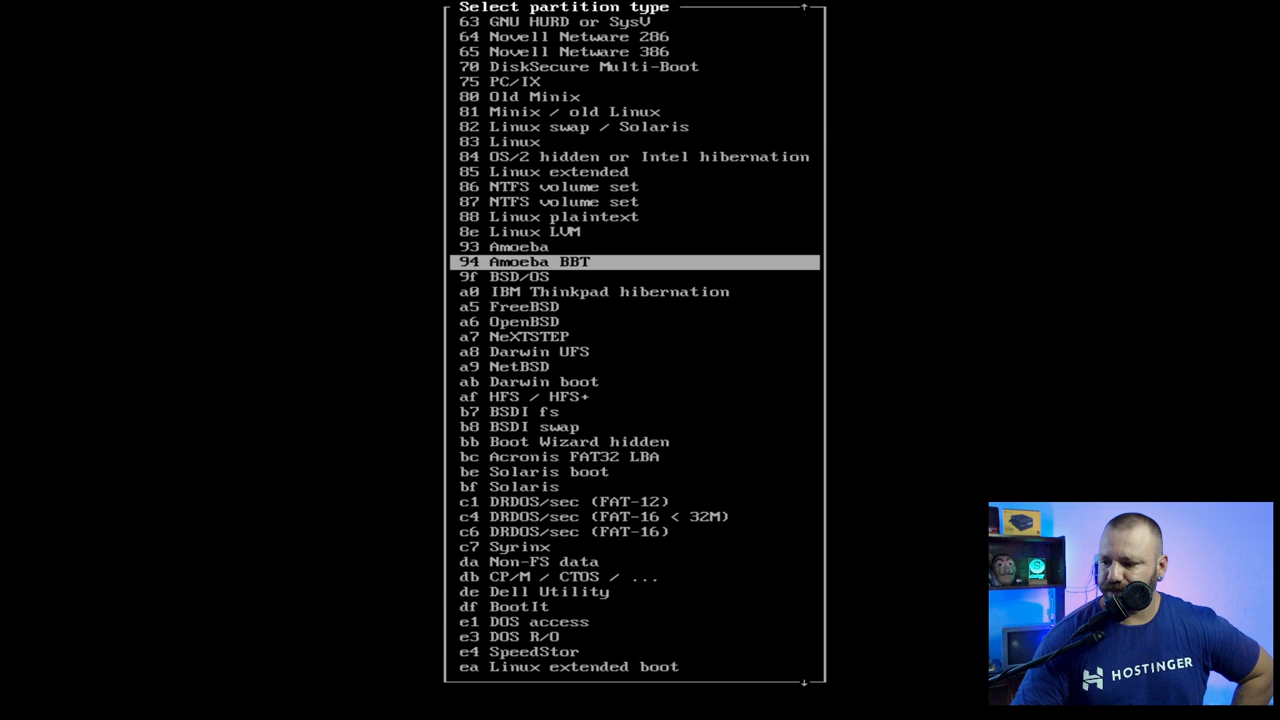 Select partition type
63 GNU HURD or SysV
64 Novell Netware 286
65 Novell Netware 386
70 DiskSecure Multi-Boot
75 PC/IX
80 Old Minix
81 Minix / old Linux
82 Linux swap / Solaris
83 Linux
84 OS/2 hidden or Intel hibernation
85 Linux extended
86 NTFS volume set
87 NTFS volume set
88 Linux plaintext
8e Linux LVM
93 Amoeba
94 Amoeba BBT
9f BSD/OS
a0 IBM Thinkpad hibernation
a5 FreeBSD
a6 OpenBSD
a7 NeXTSTEP
a8 Darwin UFS
a9 NetBSD
ab Darwin boot
af HFS / HFS+
b7 BSDI fs
b8 BSDI swap
bb Boot Wizard hidden
bc Acronis FAT32 LBA
be Solaris boot
bf Solaris
c1 DRDOS/sec (FAT-12)
c4 DRDOS/sec (FAT-16 < 32M)
c6 DRDOS/sec (FAT-16)
c7 Syrinx
da Non-FS data
db CP/M / CTOS / ...
de Dell Utility
df BootIt
e1 DOS access
e3 DOS R/O
e4 SpeedStor
ea Linux extended boot
HOSTINGER